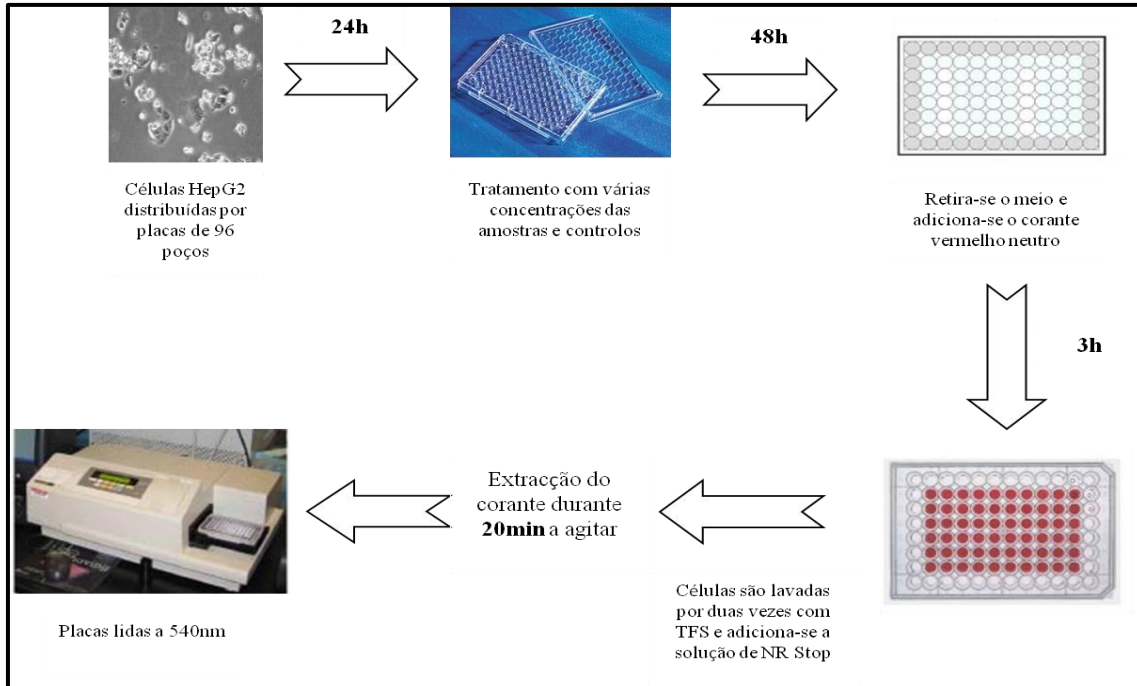 24h
48h
Células HepG2
distribuídas por
placas de 96
poços
Tratamento com várias
concentrações das
amostras e controlos
Retira-se o meio e
adiciona-se o corante
vermelho neutro
3h
Extracção do
corante durante
20min a agitar
Células são lavadas
por duas vezes com
TFS e adiciona-se a
solução de NR Stop
Placas lidas a 540nm